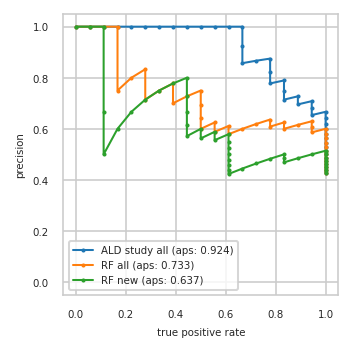 1.0
0.8
0.6
0.4
0.2
0.0
precision
ALD study all (aps: 0.924)
RF all (aps: 0.733)
RF new (aps: 0.637)
0.0 0.2 0.4 0.6 0.8 1.0
true positive rate